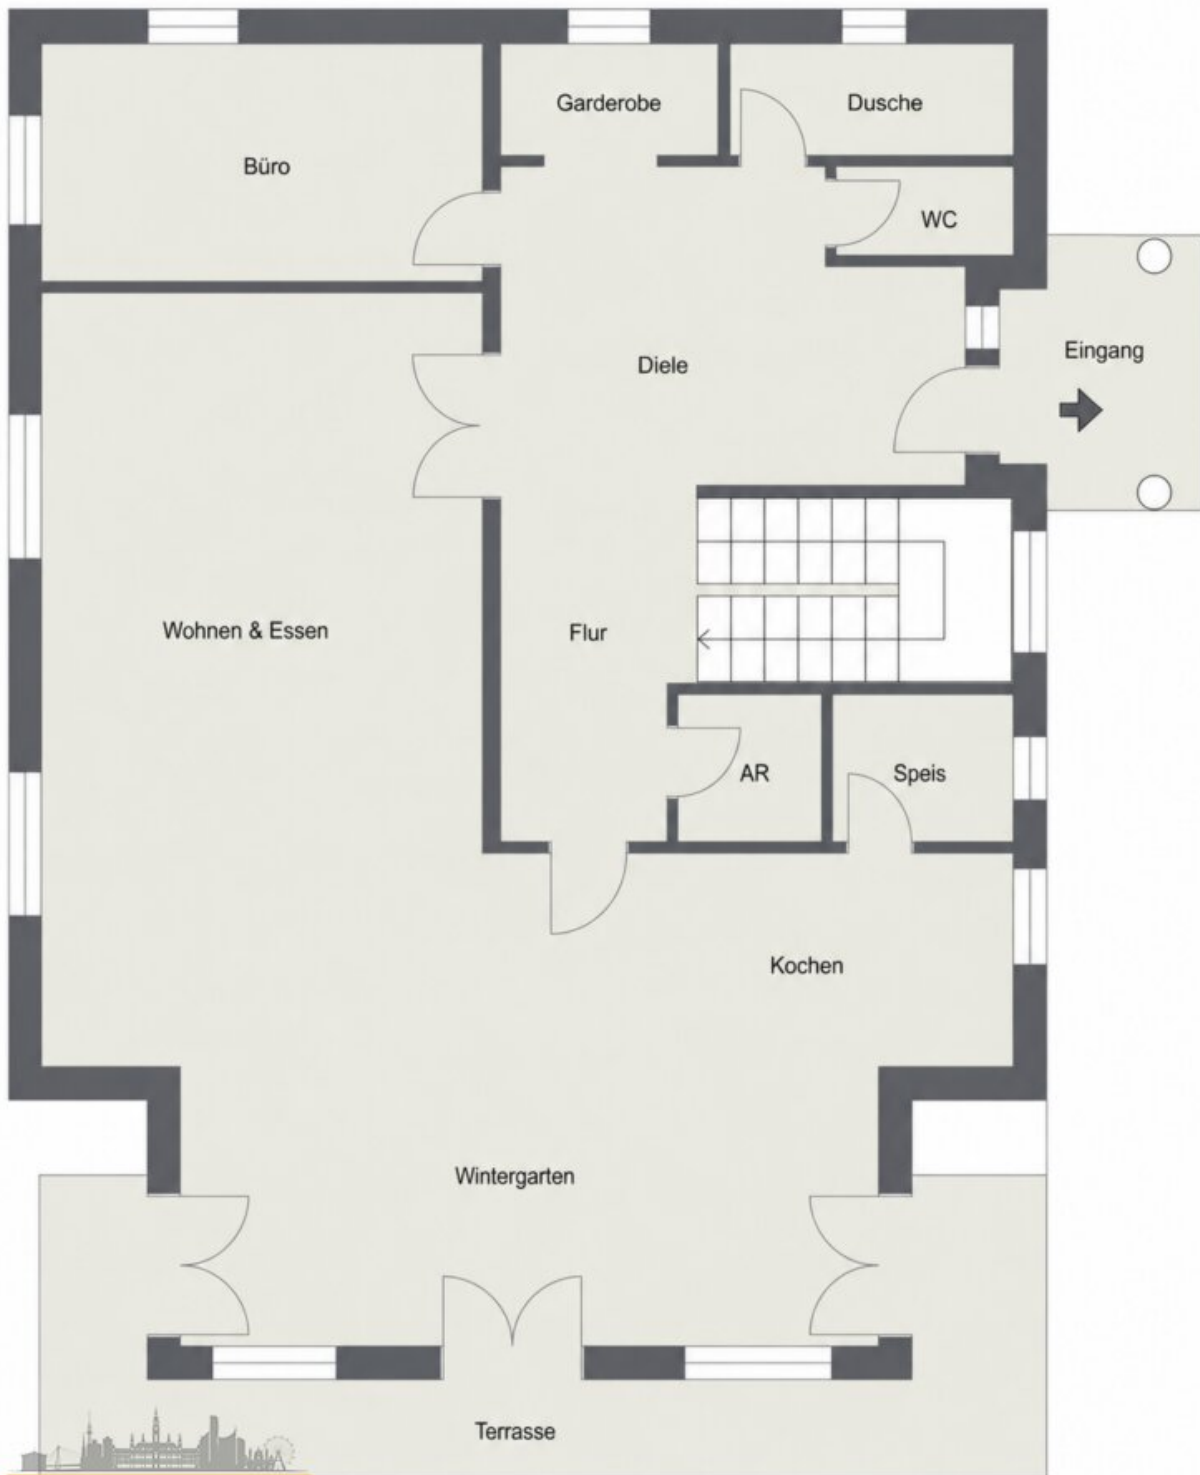 Garderobe
Dusche
Büro
WC
Eingang
Diele
Wohnen & Essen
Flur
AR
Speis
Kochen
Wintergarten
Terrasse